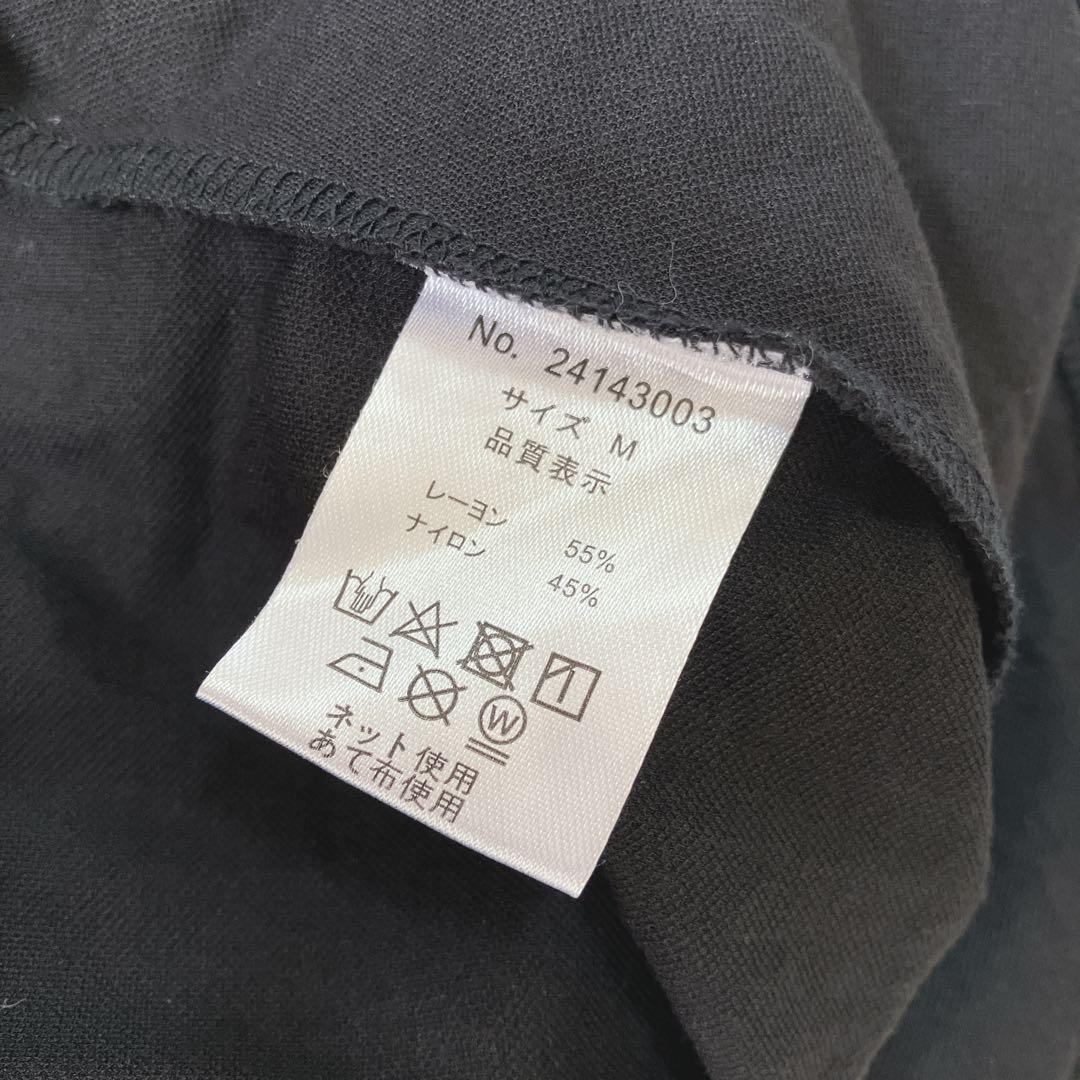 No. 24143003
サイズ M
品質表示
レーヨン 55%
ナイロン 45%
W
ネット使用
あて布使用